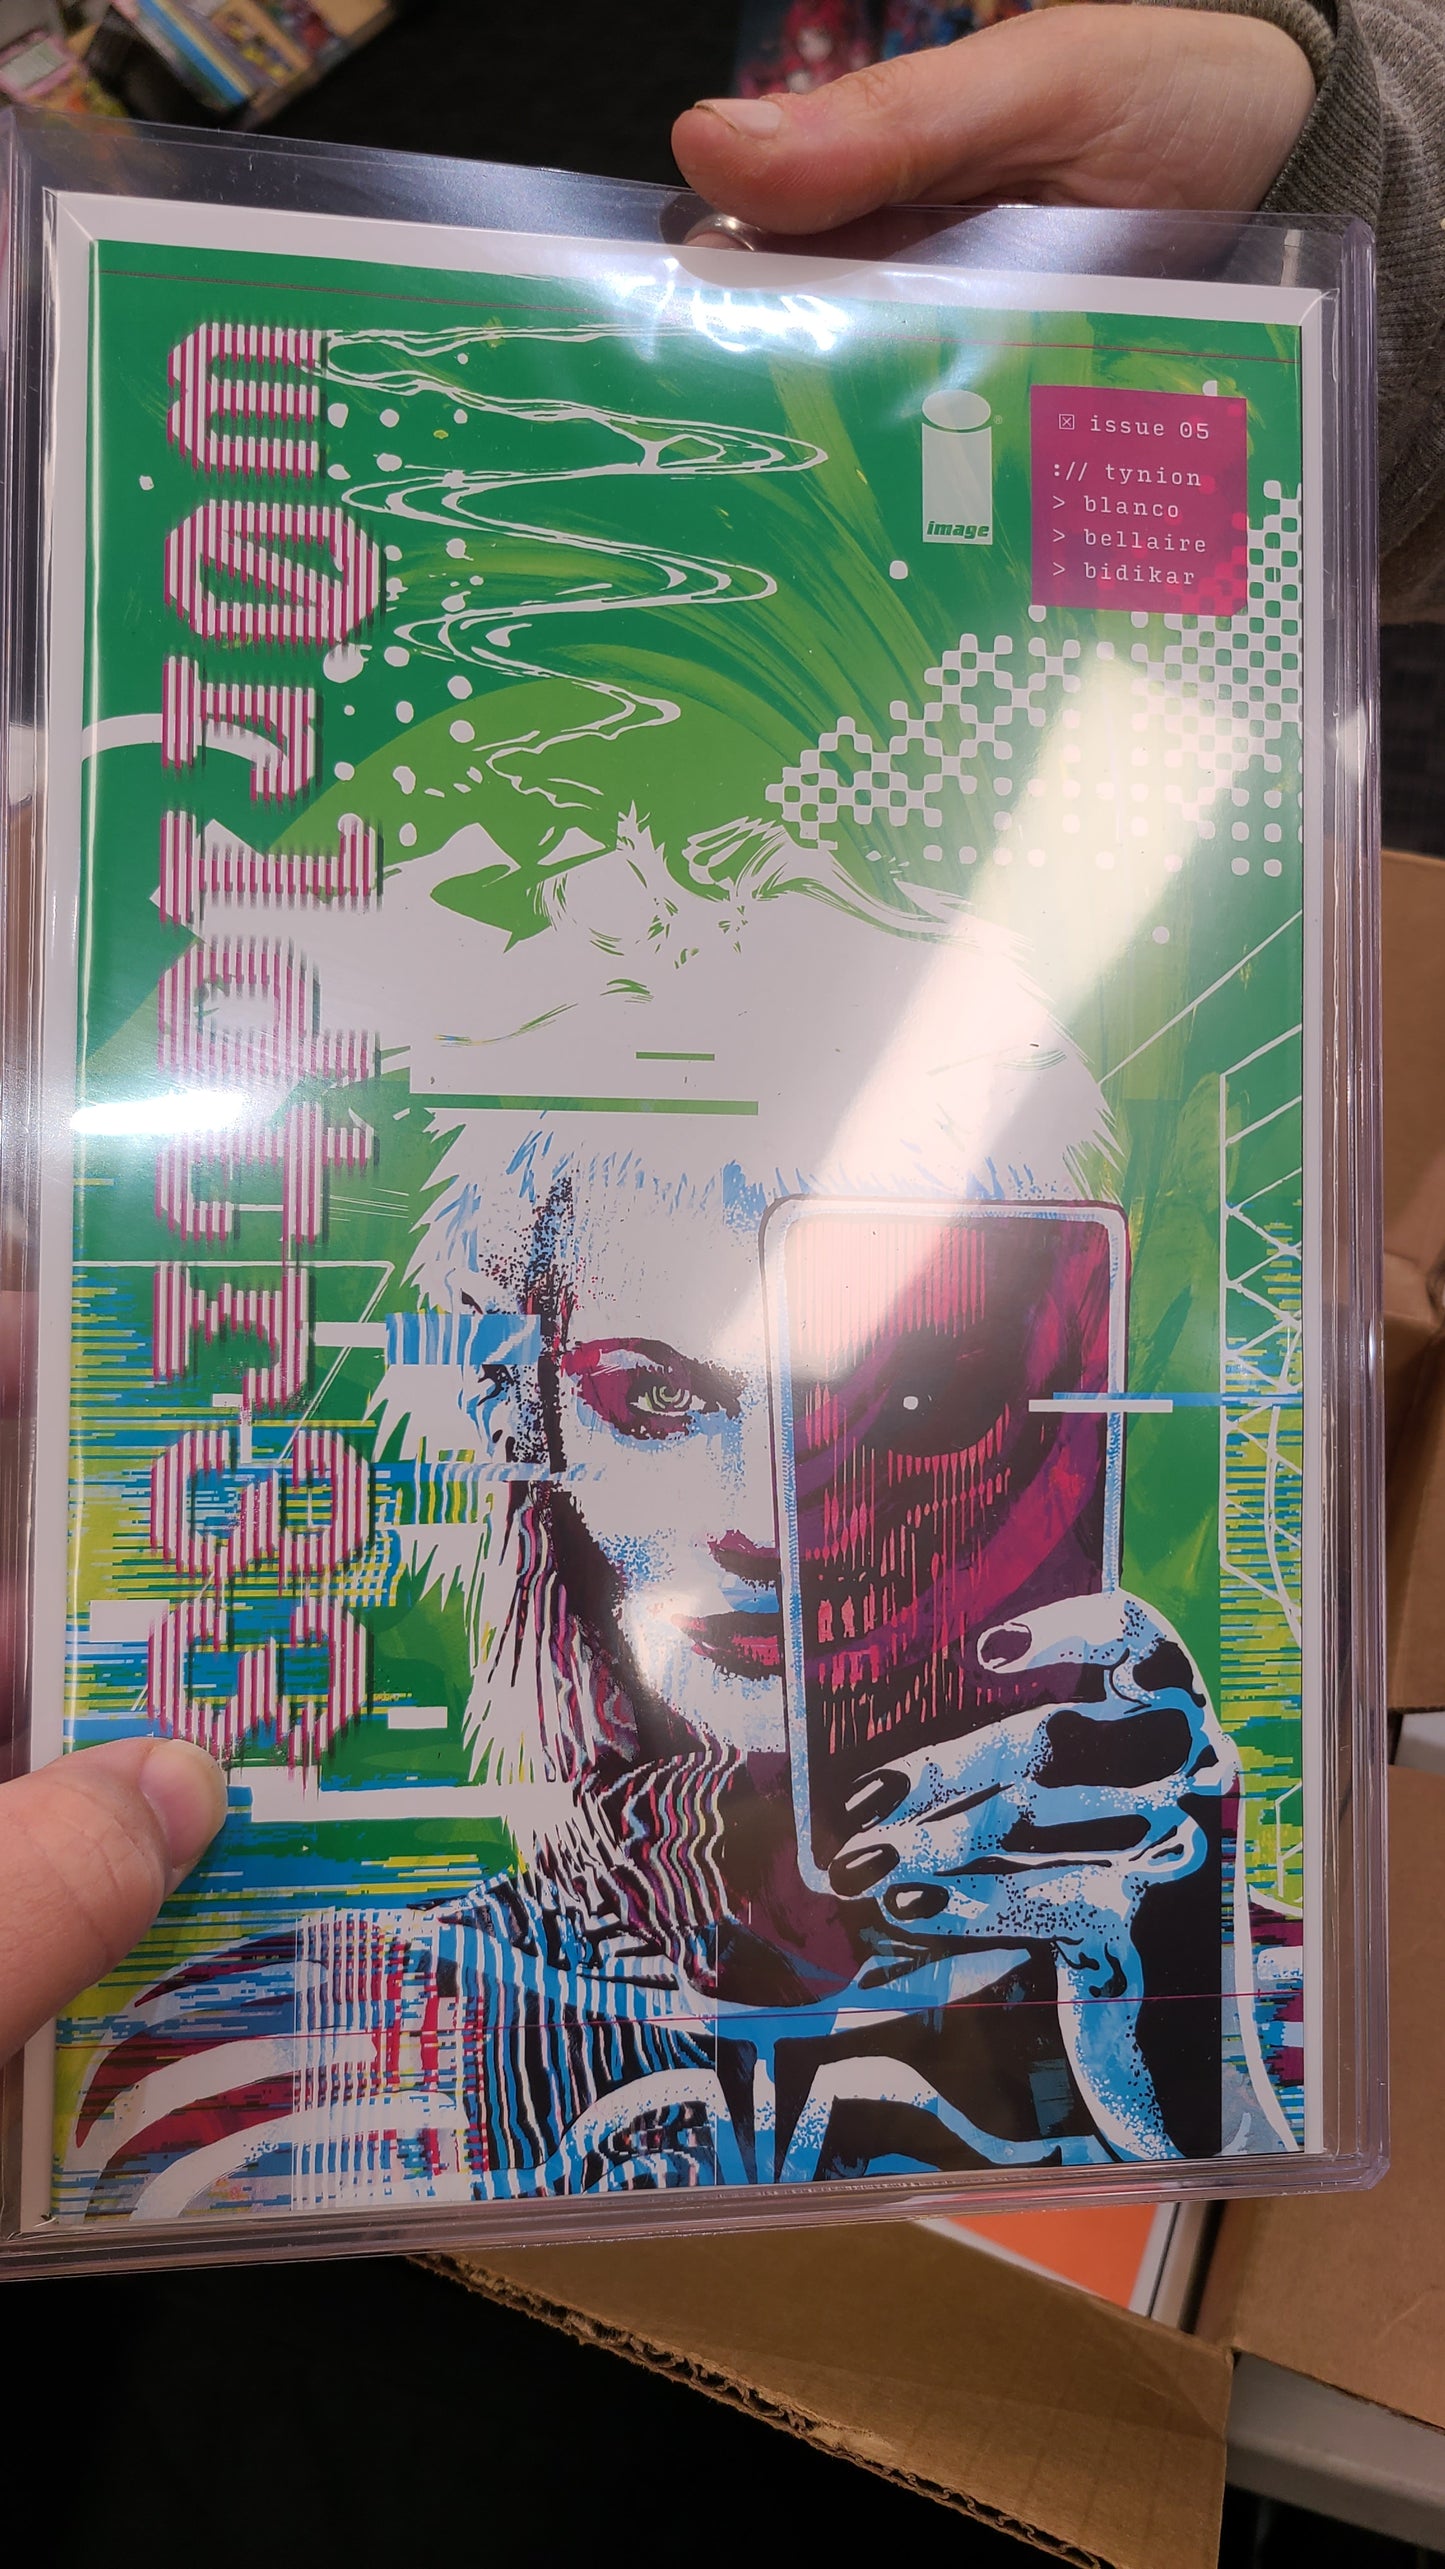 w0rldtr33
image®
☒ issue 05
:// tynion
> blanco
> bellaire
> bidikar